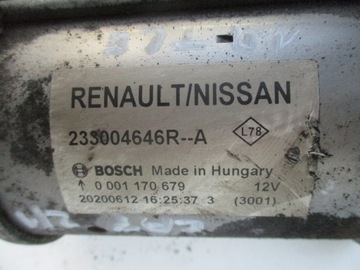 RENAULT/NISSAN
233004646R--A
L78
BOSCH Made in Hungary
↑ 0 001 170 679 12V
20200612 16:25:37 3 (3001)